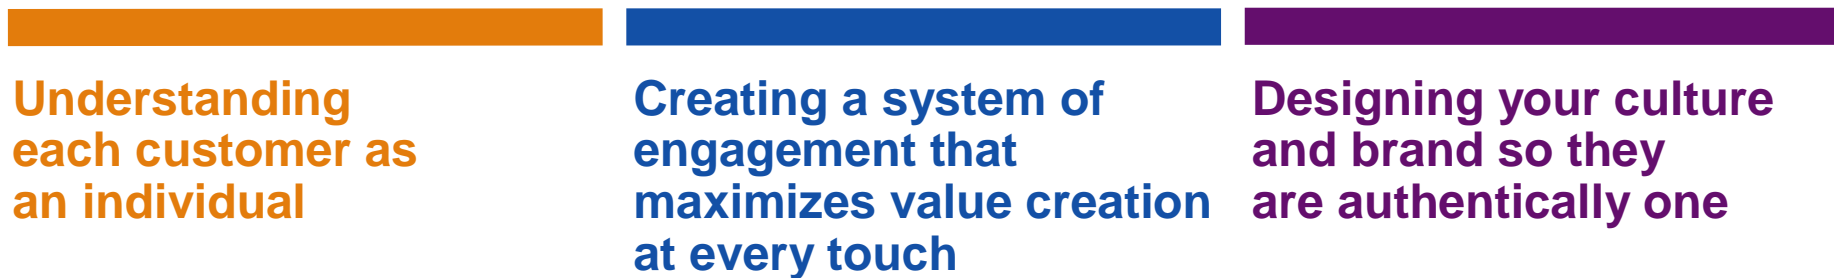 Understanding
each customer as
an individual
Creating a system of
engagement that
maximizes value creation
at every touch
Designing your culture
and brand so they
are authentically one